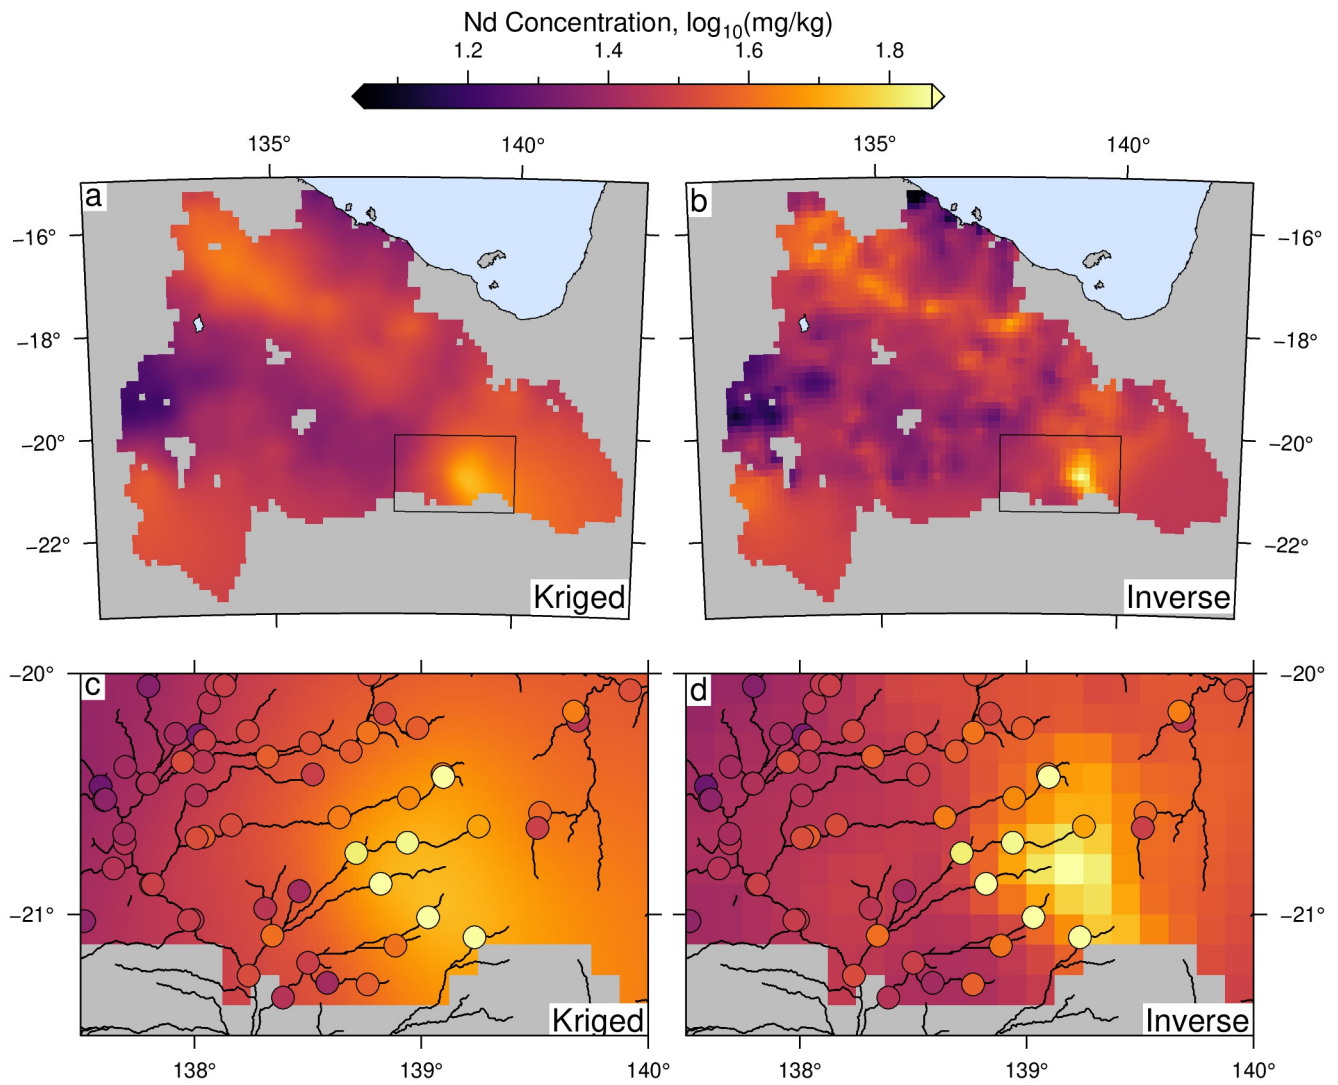 Nd Concentration, log10(mg/kg)
1.2 1.4 1.6 1.8
135° 140° 135° 140°
a b
−16° −16°
−18° −18°
−20° −20°
−22° −22°
Kriged Inverse
−20° c d −20°
−21° −21°
Kriged Inverse
138° 139° 140° 138° 139° 140°